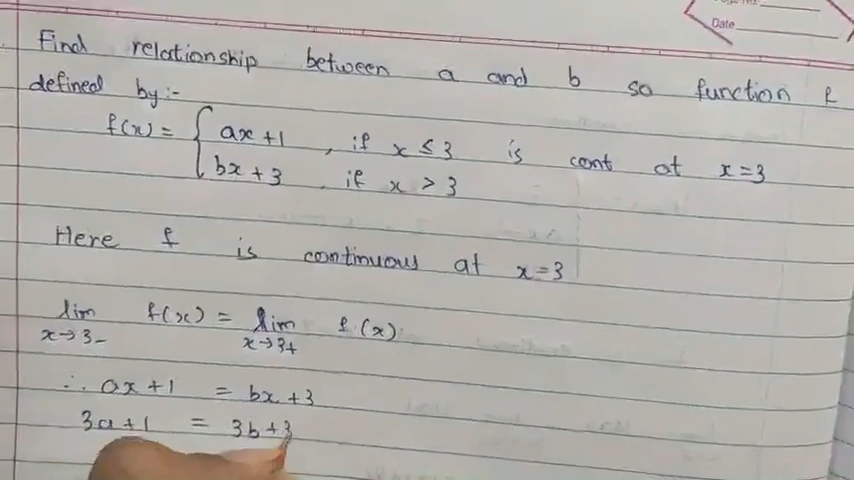 Date
Find relationship between a and b so function f
defined by:-
f(x) = { ax + 1 , if x ≤ 3 is cont at x = 3
bx + 3 , if x > 3
Here f is continuous at x = 3
lim f(x) = lim f(x)
x→3- x→3+
∴ ax + 1 = bx + 3
3a + 1 = 3b + 3